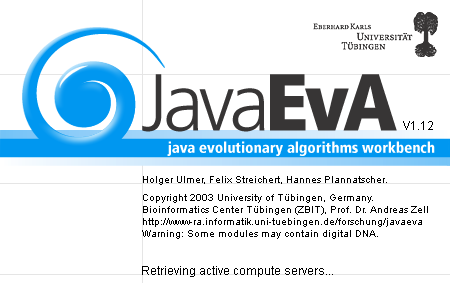 EBERHARD KARLS
UNIVERSITÄT
TÜBINGEN
JavaEvA
V1.12
java evolutionary algorithms workbench
Holger Ulmer, Felix Streichert, Hannes Plannatscher.
Copyright 2003 University of Tübingen, Germany.
Bioinformatics Center Tübingen (ZBIT), Prof. Dr. Andreas Zell
http://www-ra.informatik.uni-tuebingen.de/forschung/javaeva
Warning: Some modules may contain digital DNA.
Retrieving active compute servers...